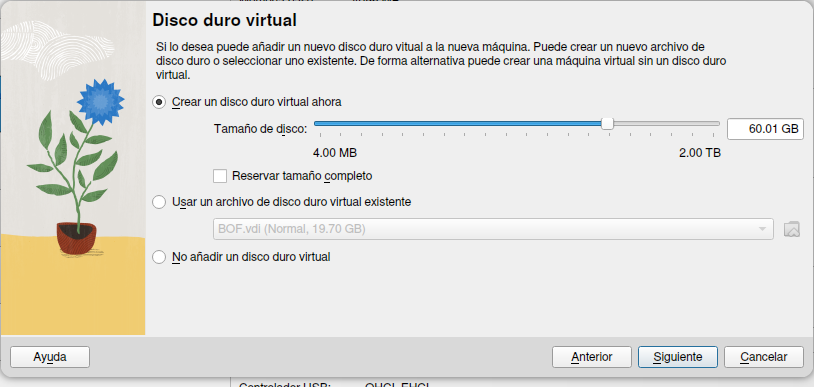 Disco duro virtual
Si lo desea puede añadir un nuevo disco duro vitual a la nueva máquina. Puede crear un nuevo archivo de
disco duro o seleccionar uno existente. De forma alternativa puede crear una máquina virtual sin un disco duro
virtual.
Crear un disco duro virtual ahora
Tamaño de disco:
60.01 GB
4.00 MB
2.00 TB
Reservar tamaño completo
Usar un archivo de disco duro virtual existente
BOF.vdl (Normal, 19.70 GB)
No añadir un disco duro virtual
Ayuda
Anterior
Siguiente
Cancelar
Controlador USB:
OHCI, EHCI